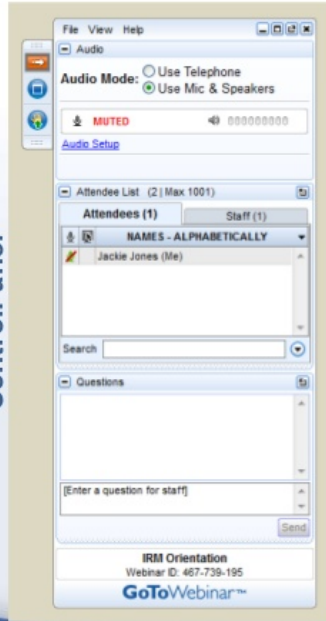 File View Help
Audio
Audio Mode:
Use Telephone
Use Mic & Speakers
MUTED
000000000
Audio Setup
Attendee List (2 | Max 1001)
Attendees (1)
Staff (1)
NAMES - ALPHABETICALLY
Jackie Jones (Me)
Search
Questions
[Enter a question for staff]
Send
IRM Orientation
Webinar ID: 467-739-195
GoToWebinar™